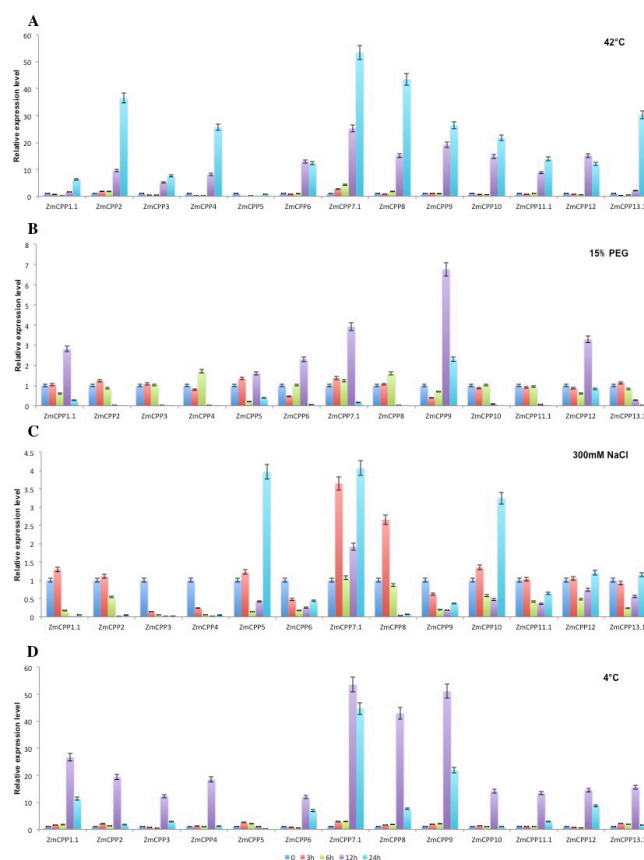 A
42°C
Relative expression level
60
50
40
30
20
10
0
ZmCPP1.1 ZmCPP2 ZmCPP3 ZmCPP4 ZmCPP5 ZmCPP6 ZmCPP7.1 ZmCPP8 ZmCPP9 ZmCPP10 ZmCPP11.1 ZmCPP12 ZmCPP13.1
B
15% PEG
Relative expression level
8
7
6
5
4
3
2
1
0
ZmCPP1.1 ZmCPP2 ZmCPP3 ZmCPP4 ZmCPP5 ZmCPP6 ZmCPP7.1 ZmCPP8 ZmCPP9 ZmCPP10 ZmCPP11.1 ZmCPP12 ZmCPP13.1
C
300mM NaCl
Relative expression level
4.5
4
3.5
3
2.5
2
1.5
1
0.5
0
ZmCPP1.1 ZmCPP2 ZmCPP3 ZmCPP4 ZmCPP5 ZmCPP6 ZmCPP7.1 ZmCPP8 ZmCPP9 ZmCPP10 ZmCPP11.1 ZmCPP12 ZmCPP13.1
D
4°C
Relative expression level
60
50
40
30
20
10
0
ZmCPP1.1 ZmCPP2 ZmCPP3 ZmCPP4 ZmCPP5 ZmCPP6 ZmCPP7.1 ZmCPP8 ZmCPP9 ZmCPP10 ZmCPP11.1 ZmCPP12 ZmCPP13.1
0 3h 6h 12h 24h